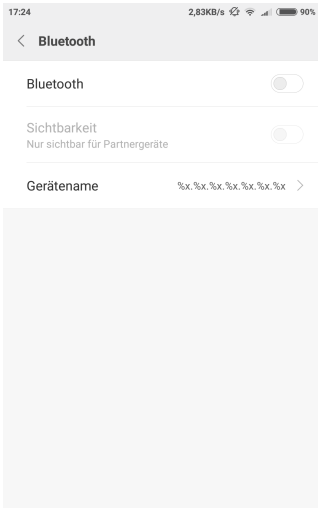 17:24 2,83KB/s 90%
Bluetooth
Bluetooth
Sichtbarkeit
Nur sichtbar für Partnergeräte
Gerätename %x.%x.%x.%x.%x.%x.%x